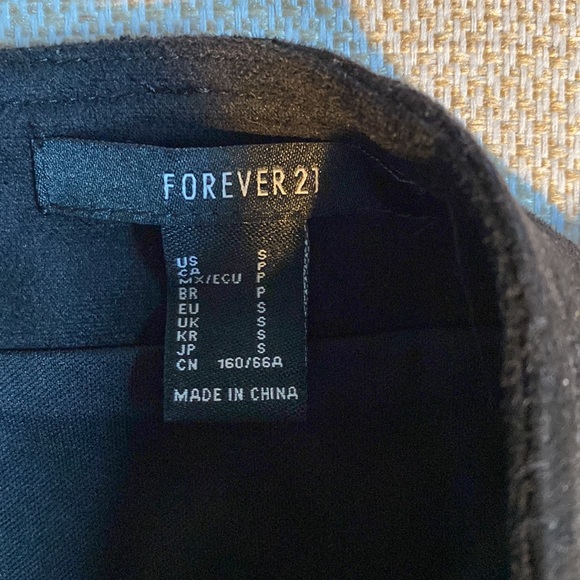 FOREVER 21
US S
CA P
MX/ECU P
BR P
EU S
UK S
KR S
JP S
CN 160/66A
MADE IN CHINA